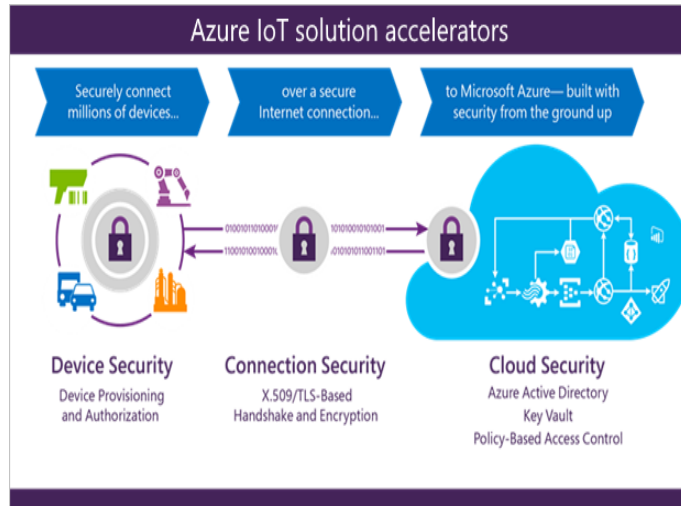 Azure IoT solution accelerators
Securely connect
millions of devices...
over a secure
Internet connection...
to Microsoft Azure— built with
security from the ground up
Device Security
Device Provisioning
and Authorization
Connection Security
X.509/TLS-Based
Handshake and Encryption
Cloud Security
Azure Active Directory
Key Vault
Policy-Based Access Control